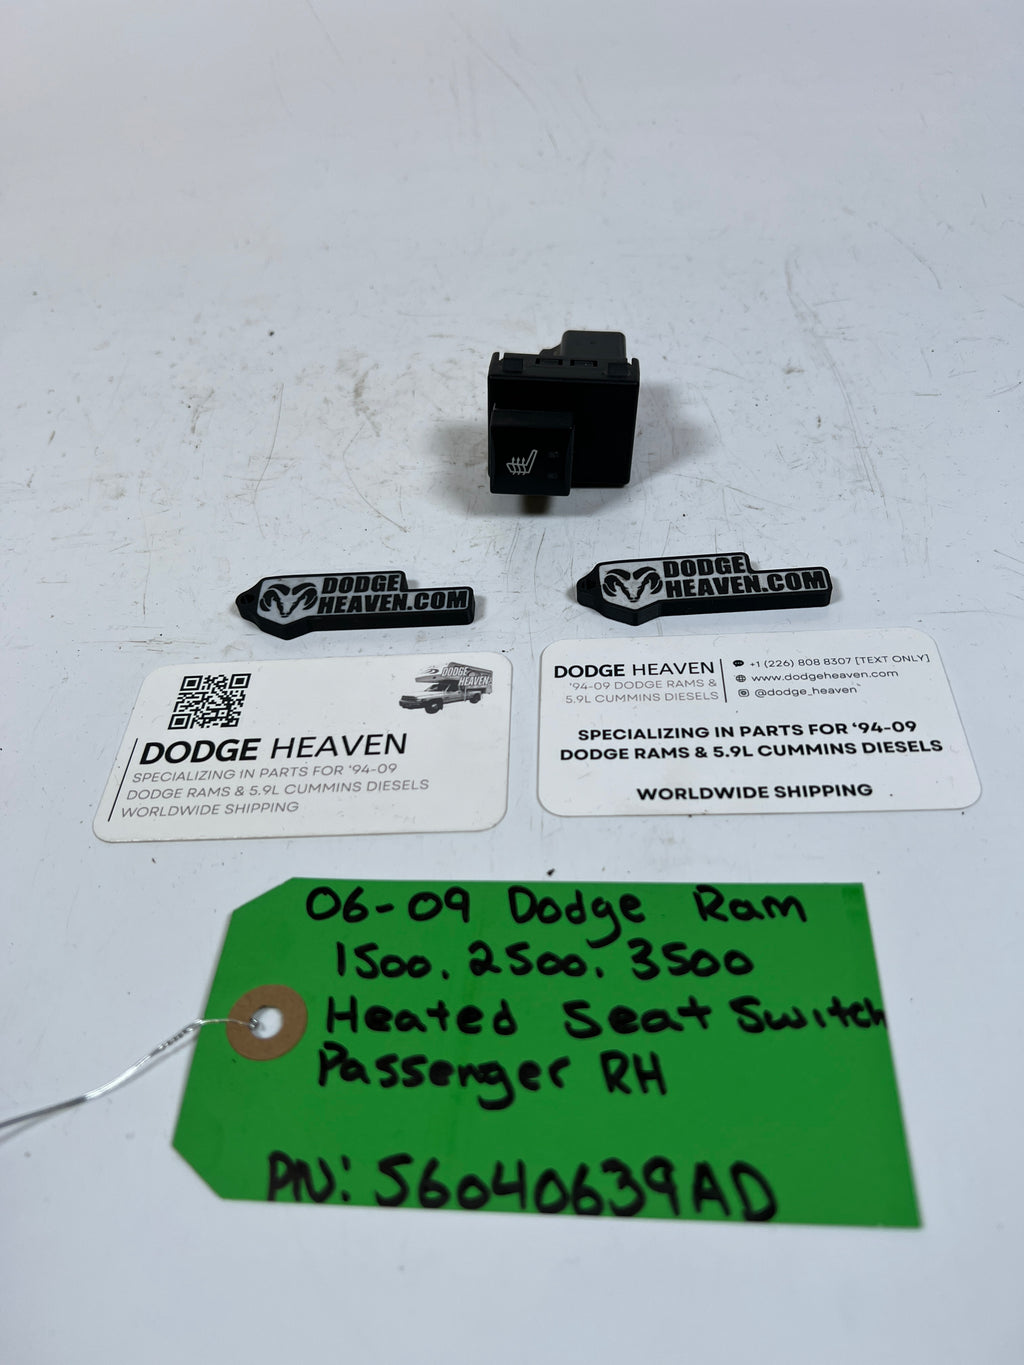 DODGE
HEAVEN.COM
DODGE
HEAVEN.COM
DODGE
HEAVEN
DODGE HEAVEN
SPECIALIZING IN PARTS FOR '94-09
DODGE RAMS & 5.9L CUMMINS DIESELS
WORLDWIDE SHIPPING
DODGE HEAVEN
'94-09 DODGE RAMS &
5.9L CUMMINS DIESELS
+1 (226) 808 8307 [TEXT ONLY]
www.dodgeheaven.com
@dodge_heaven
SPECIALIZING IN PARTS FOR '94-09
DODGE RAMS & 5.9L CUMMINS DIESELS
WORLDWIDE SHIPPING
06-09 Dodge Ram
1500. 2500. 3500
Heated Seat Switch
Passenger RH
PN: 56040639AD